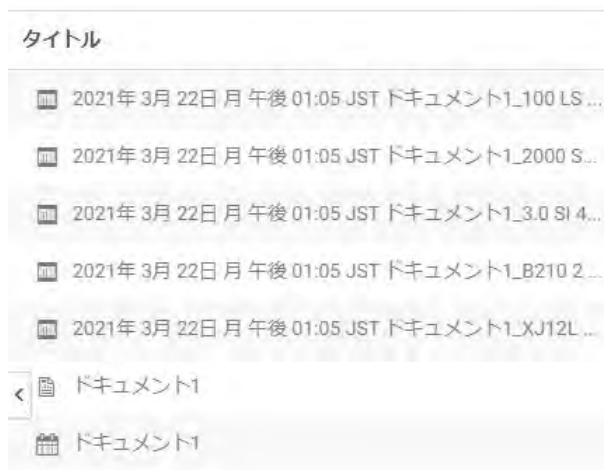 タイトル
2021年 3月 22日 月 午後 01:05 JST ドキュメント1_100 LS ...
2021年 3月 22日 月 午後 01:05 JST ドキュメント1_2000 S...
2021年 3月 22日 月 午後 01:05 JST ドキュメント1_3.0 SI 4...
2021年 3月 22日 月 午後 01:05 JST ドキュメント1_B210 2 ...
2021年 3月 22日 月 午後 01:05 JST ドキュメント1_XJ12L ...
ドキュメント1
ドキュメント1